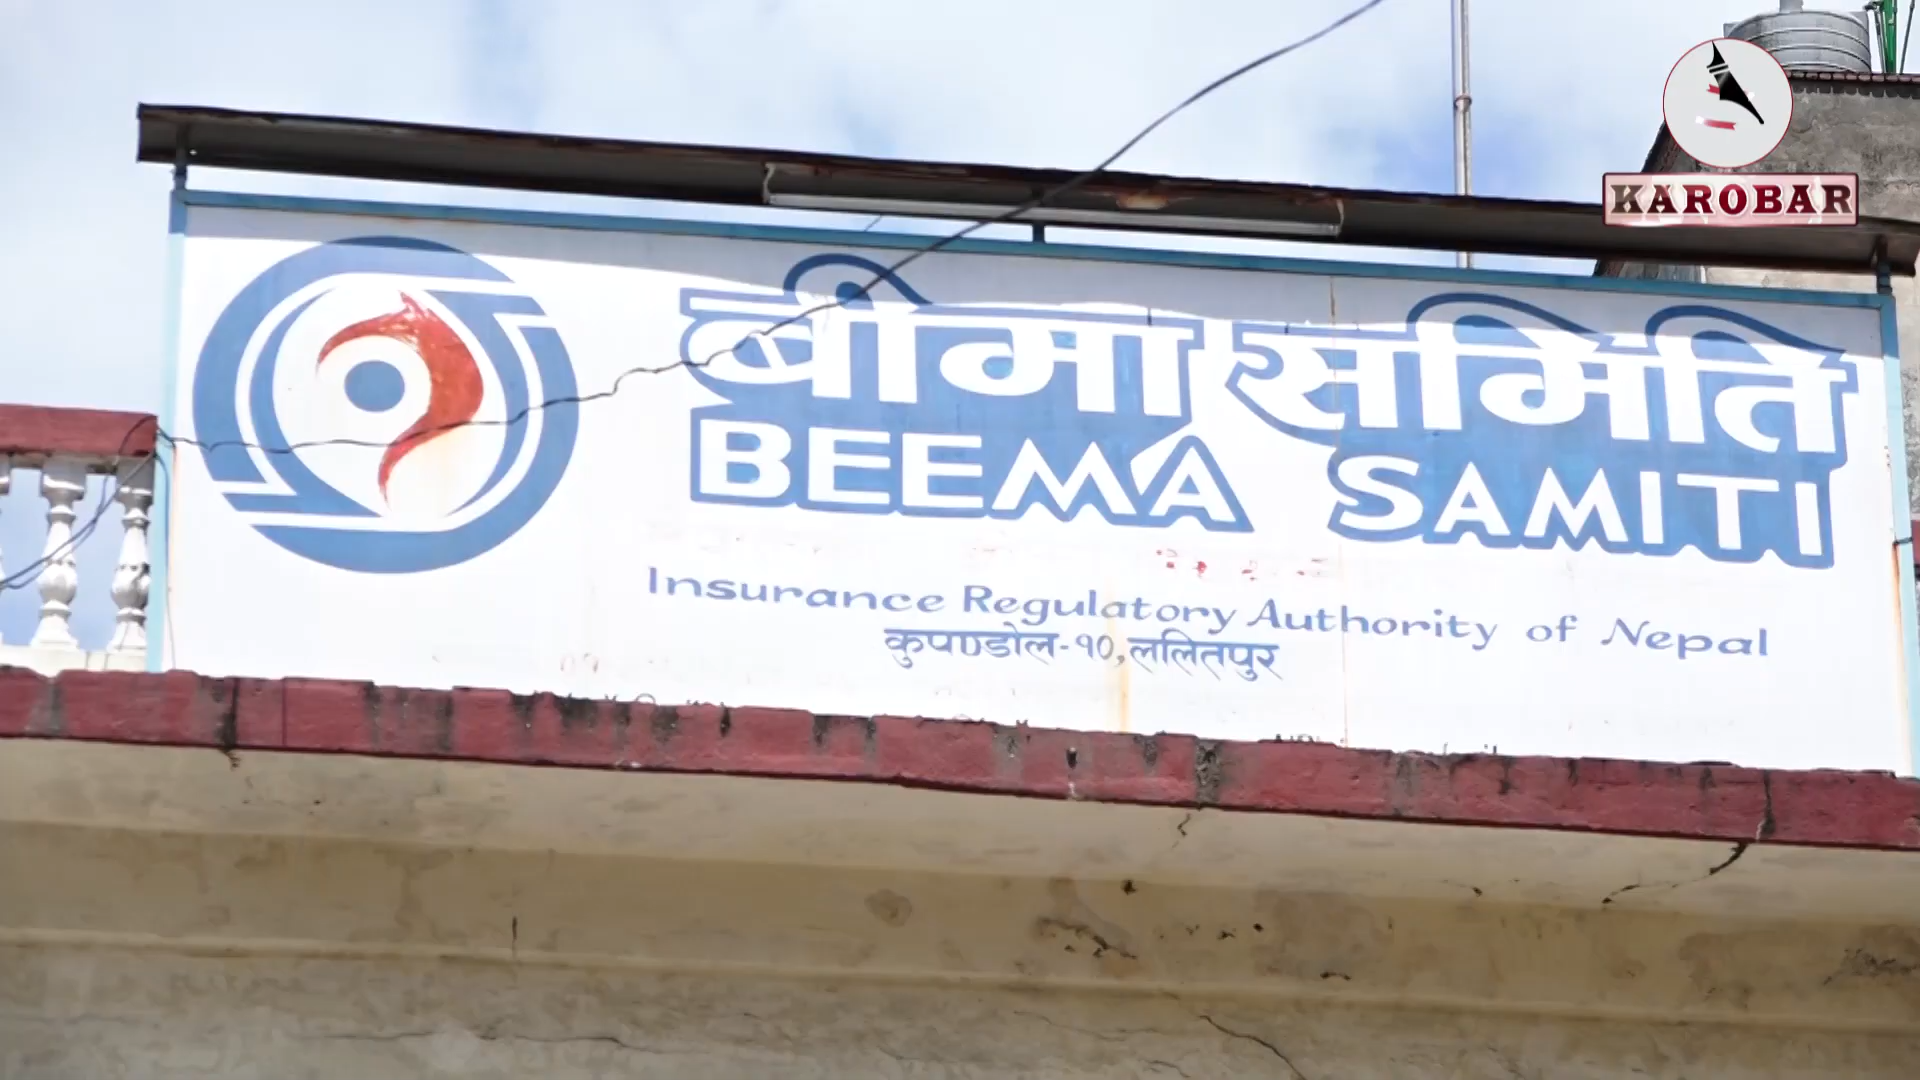 KAROBAR
बीमा समिति
BEEMA SAMITI
Insurance Regulatory Authority of Nepal
कुपण्डोल-१०, ललितपुर